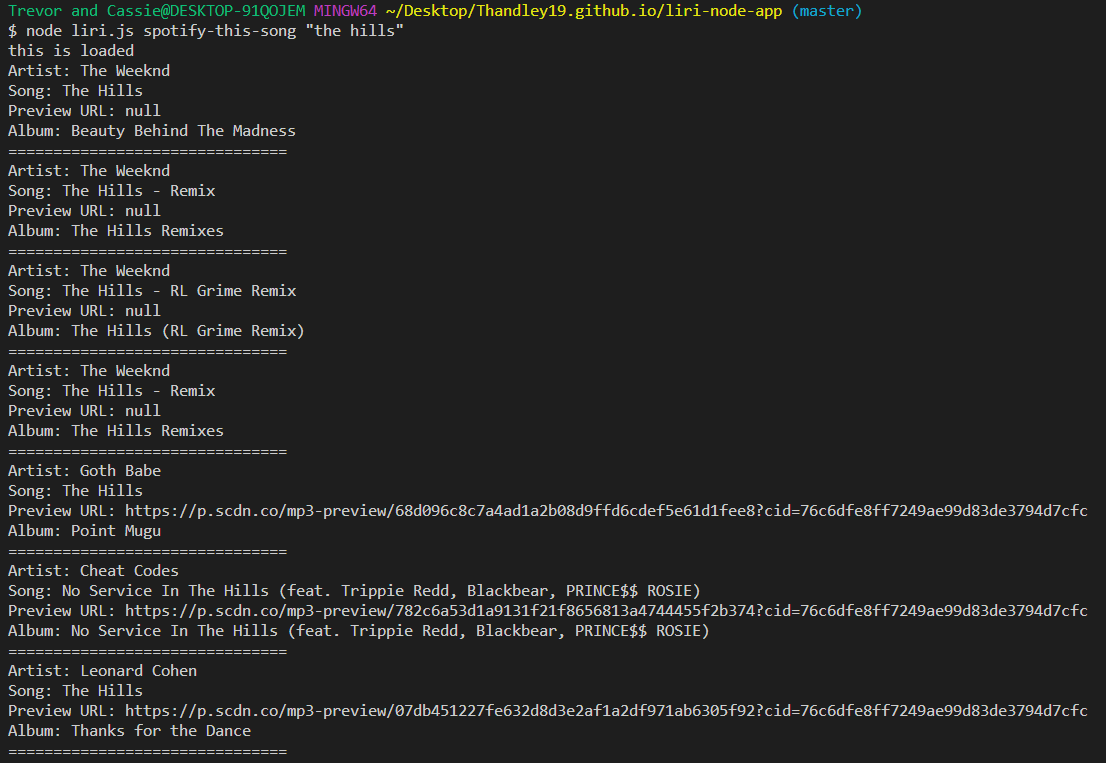 Trevor and Cassie@DESKTOP-91QOJEM MINGW64 ~/Desktop/Thandley19.github.io/liri-node-app (master)
$ node liri.js spotify-this-song "the hills"
this is loaded
Artist: The Weeknd
Song: The Hills
Preview URL: null
Album: Beauty Behind The Madness
===============================
Artist: The Weeknd
Song: The Hills - Remix
Preview URL: null
Album: The Hills Remixes
===============================
Artist: The Weeknd
Song: The Hills - RL Grime Remix
Preview URL: null
Album: The Hills (RL Grime Remix)
===============================
Artist: The Weeknd
Song: The Hills - Remix
Preview URL: null
Album: The Hills Remixes
===============================
Artist: Goth Babe
Song: The Hills
Preview URL: https://p.scdn.co/mp3-preview/68d096c8c7a4ad1a2b08d9ffd6cdef5e61d1fee8?cid=76c6dfe8ff7249ae99d83de3794d7cfc
Album: Point Mugu
===============================
Artist: Cheat Codes
Song: No Service In The Hills (feat. Trippie Redd, Blackbear, PRINCE$$ ROSIE)
Preview URL: https://p.scdn.co/mp3-preview/782c6a53d1a9131f21f8656813a4744455f2b374?cid=76c6dfe8ff7249ae99d83de3794d7cfc
Album: No Service In The Hills (feat. Trippie Redd, Blackbear, PRINCE$$ ROSIE)
===============================
Artist: Leonard Cohen
Song: The Hills
Preview URL: https://p.scdn.co/mp3-preview/07db451227fe632d8d3e2af1a2df971ab6305f92?cid=76c6dfe8ff7249ae99d83de3794d7cfc
Album: Thanks for the Dance
===============================